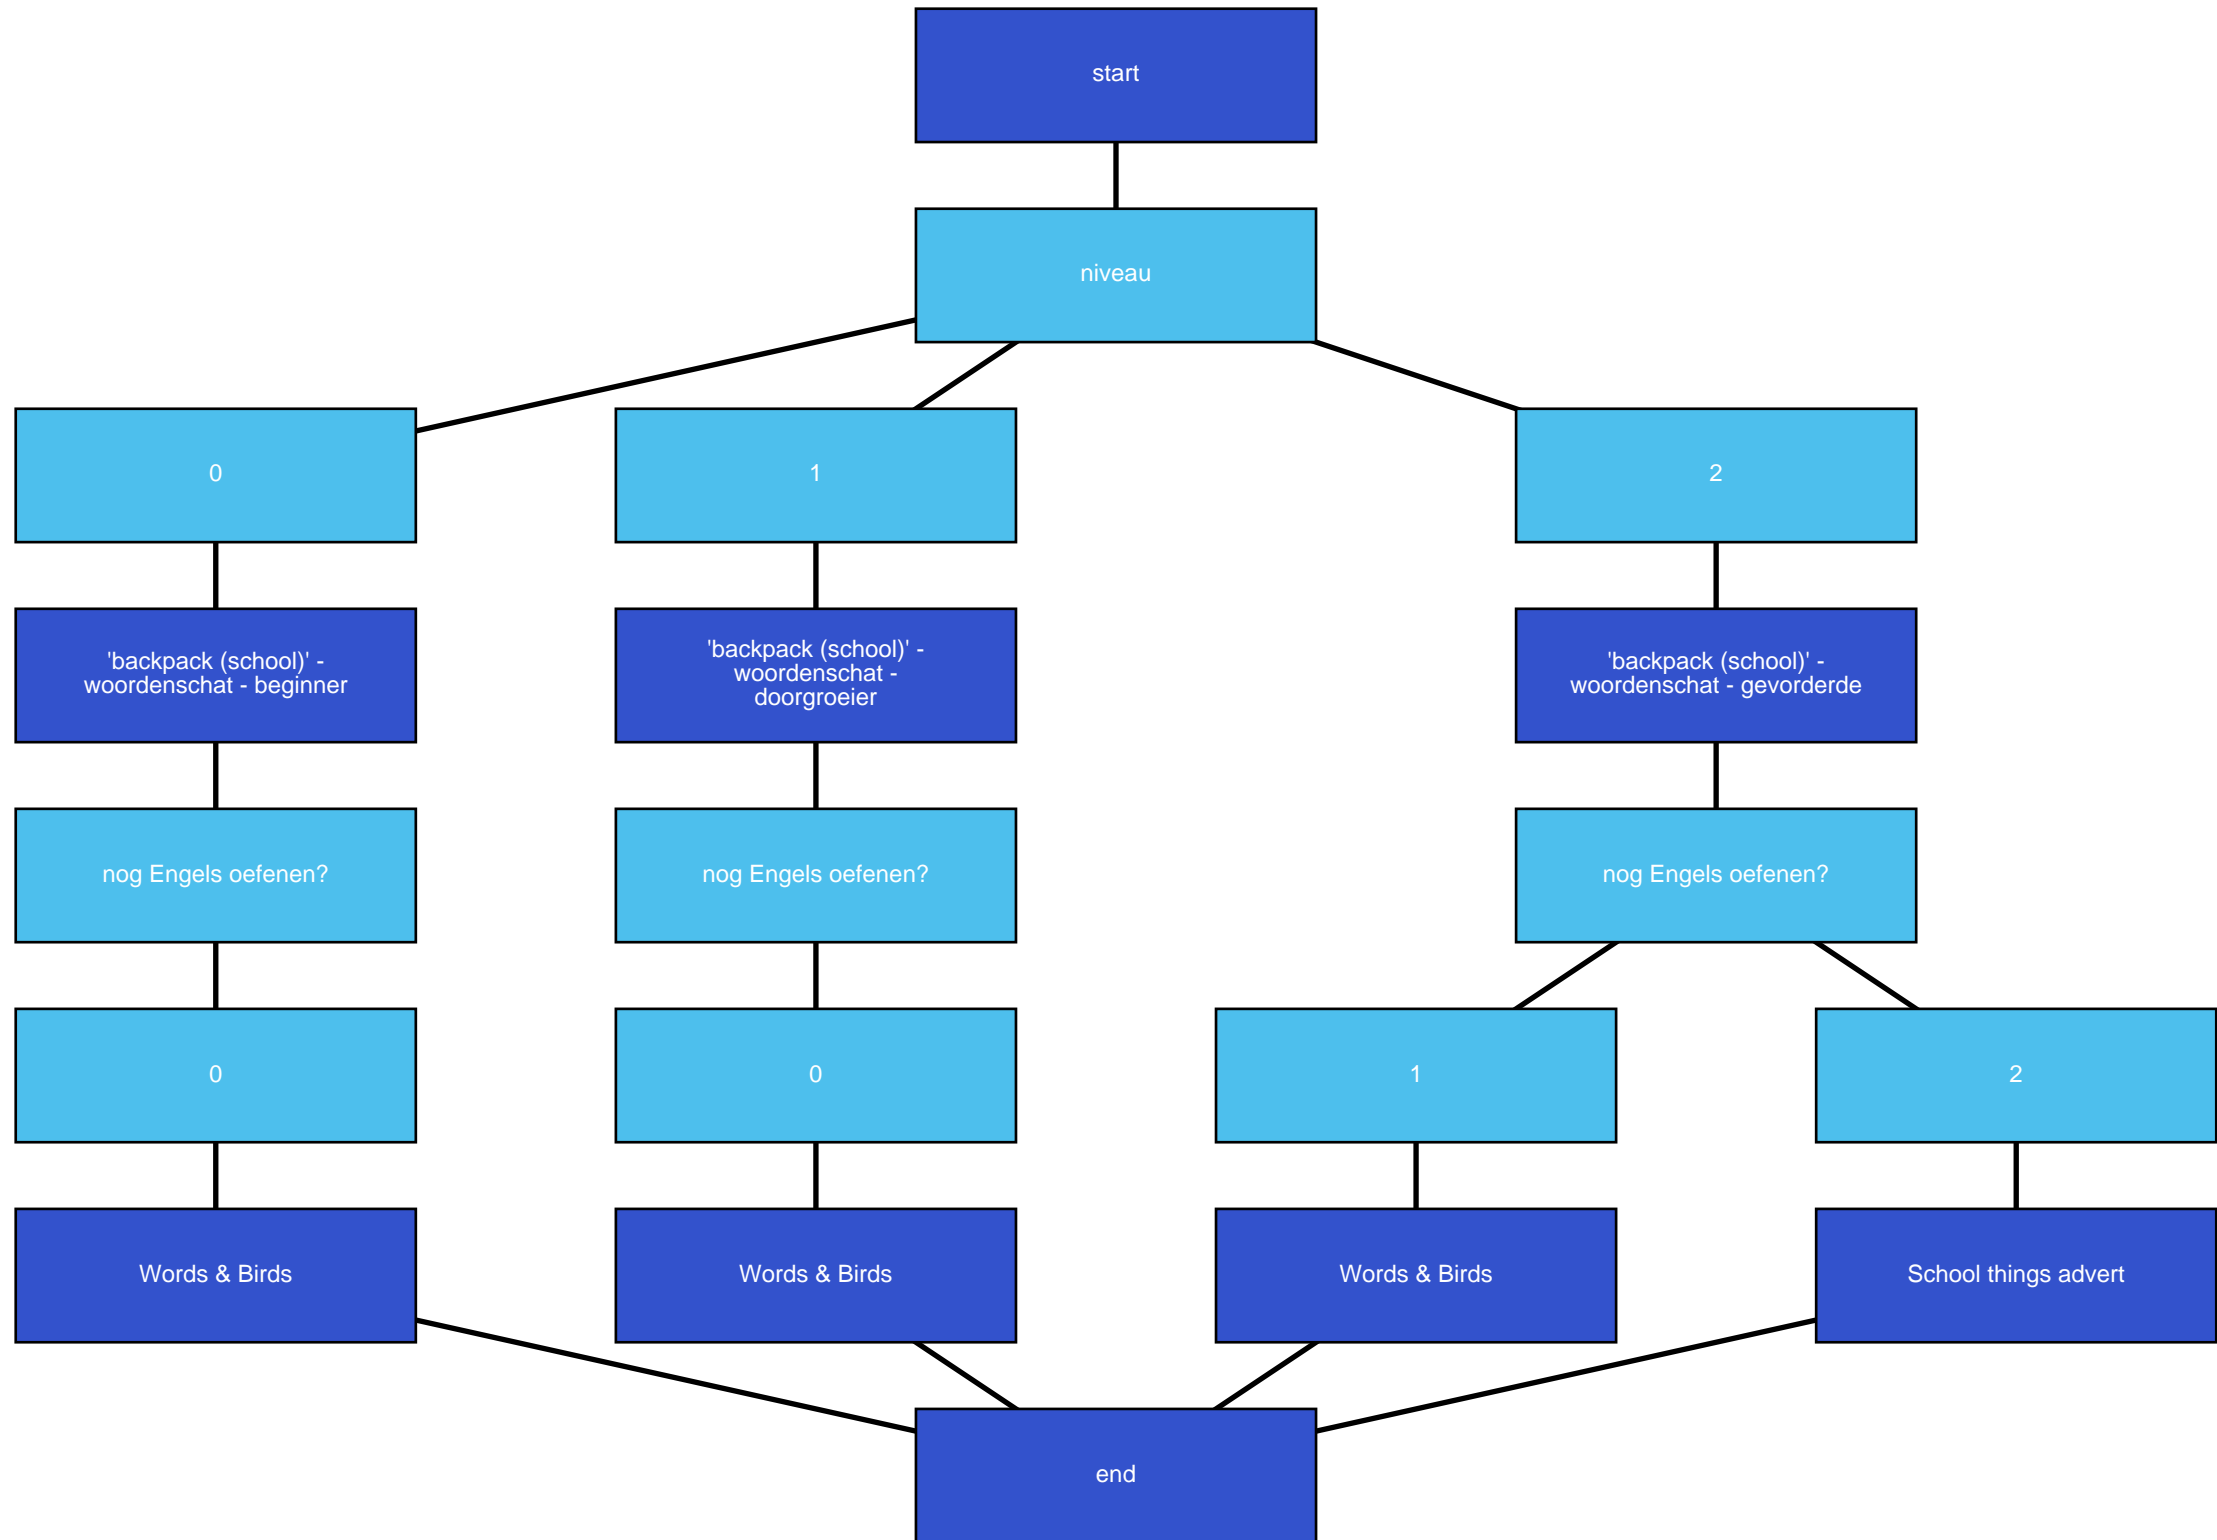 start
niveau
0
1
2
'backpack (school)' -
woordenschat - beginner
'backpack (school)' -
woordenschat -
doorgroeier
'backpack (school)' -
woordenschat - gevorderde
nog Engels oefenen?
nog Engels oefenen?
nog Engels oefenen?
0
0
1
2
Words & Birds
Words & Birds
Words & Birds
School things advert
end